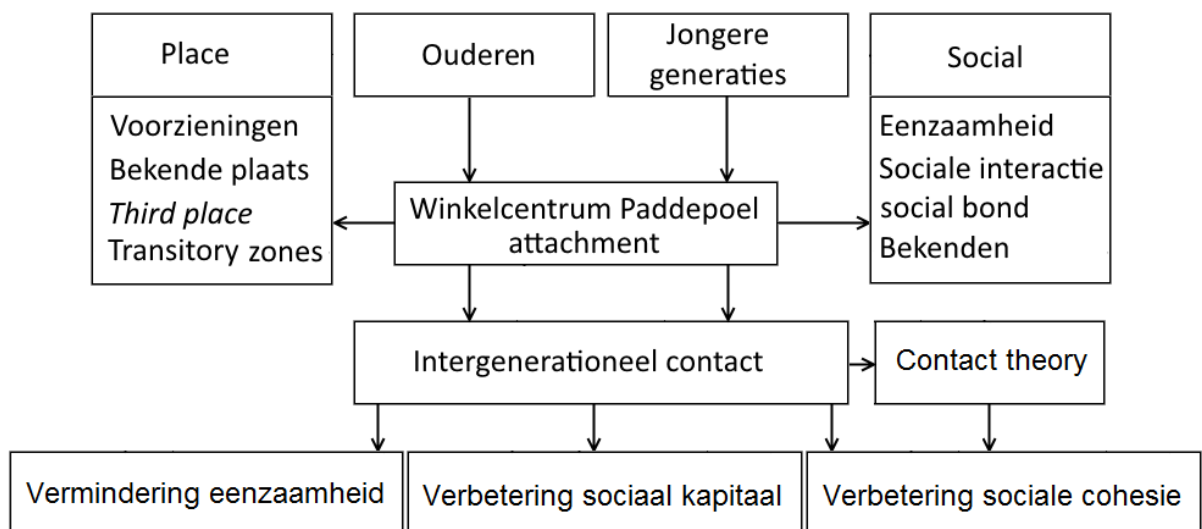 Place
Voorzieningen
Bekende plaats
Third place
Transitory zones
Ouderen
Jongere
generaties
Social
Eenzaamheid
Sociale interactie
social bond
Bekenden
Winkelcentrum Paddepoel
attachment
Intergenerationeel contact
Contact theory
Vermindering eenzaamheid
Verbetering sociaal kapitaal
Verbetering sociale cohesie